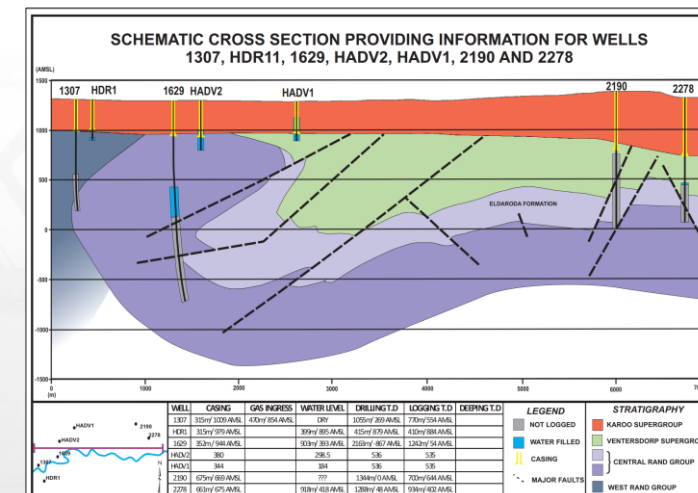 SCHEMATIC CROSS SECTION PROVIDING INFORMATION FOR WELLS
1307, HDR11, 1629, HADV2, HADV1, 2190 AND 2278
(AMSL)
1500
1307 HDR1 1629 HADV2 HADV1 2190 2278
1000
500
ELDARODA FORMATION
0
-500
-1000
-1500
0 1000 2000 3000 4000 5000 6000
(m)
WELL CASING GAS INGRESS WATER LEVEL DRILLING T.D LOGGING T.D DEEPING T.D
1307 315m/ 1009 AMSL 470m/ 854 AMSL DRY 1055m/ 269 AMSL 770m/554 AMSL
HDR1 315m/ 979 AMSL 399m/ 895 AMSL 415m/ 879 AMSL 410m/ 884 AMSL
1629 352m/ 944 AMSL 903m/ 393 AMSL 2163m/ -867 AMSL 1242m/ 54 AMSL
HADV2 380 298.5 536 535
HADV1 344 184 536 535
2190 675m/ 669 AMSL ??? 1344m/ 0 AMSL 700m/ 644 AMSL
2278 661m/ 675 AMSL 918m/ 418 AMSL 1288m/ 48 AMSL 934m/ 402 AMSL
HADV1
2190
2278
HADV2
1629
1307
HDR1
N
LEGEND
NOT LOGGED
WATER FILLED
CASING
MAJOR FAULTS
STRATIGRAPHY
KAROO SUPERGROUP
VENTERSDORP SUPERGRO
CENTRAL RAND GROUP
WEST RAND GROUP